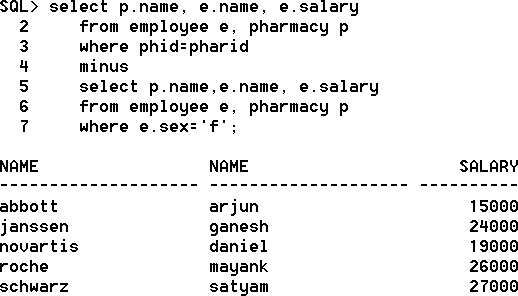 SQL> select p.name, e.name, e.salary
2 from employee e, pharmacy p
3 where phid=pharid
4 minus
5 select p.name,e.name, e.salary
6 from employee e, pharmacy p
7 where e.sex='f';
NAME NAME SALARY
-------------------- -------------------- ----------
abbott arjun 15000
janssen ganesh 24000
novartis daniel 19000
roche mayank 26000
schwarz satyam 27000